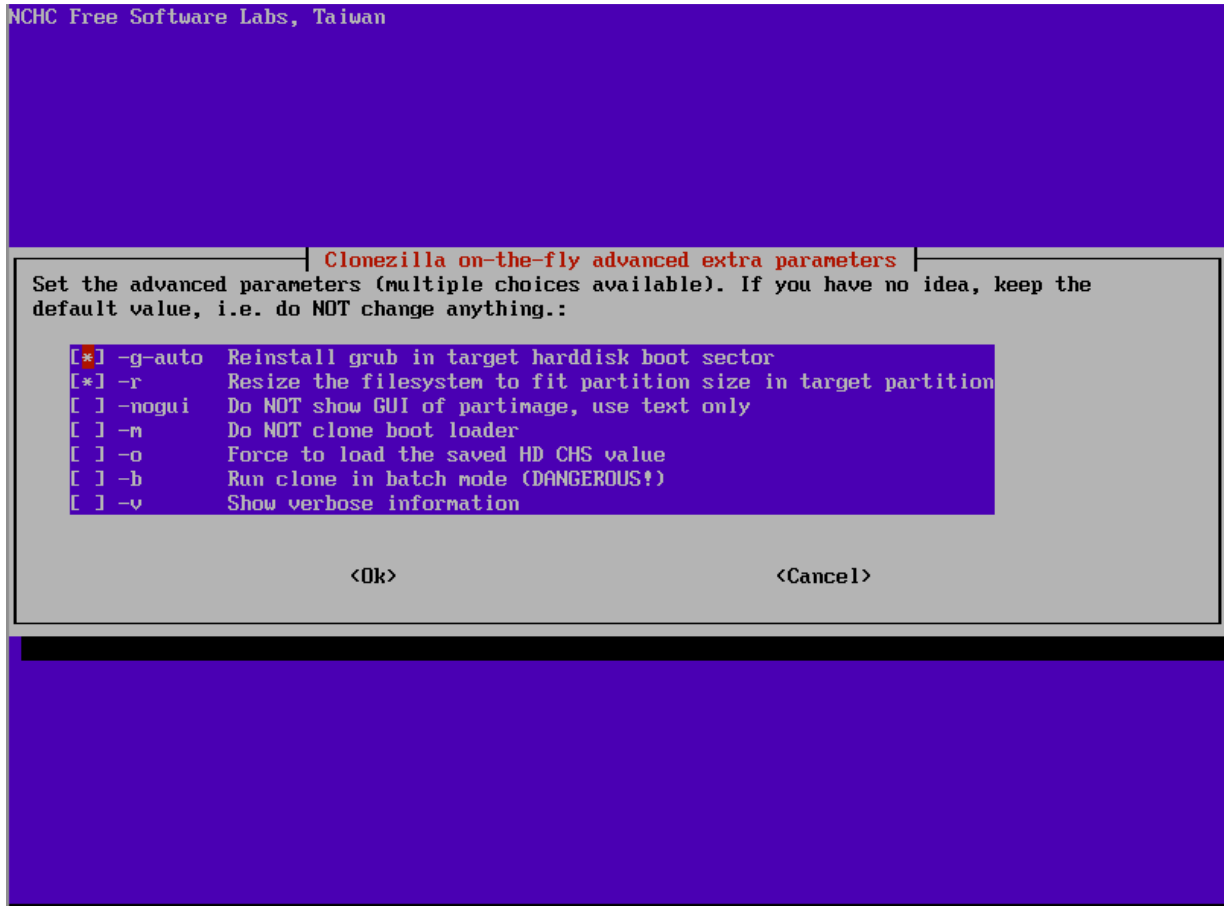 NCHC Free Software Labs, Taiwan
Clonezilla on-the-fly advanced extra parameters
Set the advanced parameters (multiple choices available). If you have no idea, keep the
default value, i.e. do NOT change anything.:
[*] -g-auto Reinstall grub in target harddisk boot sector
[*] -r Resize the filesystem to fit partition size in target partition
[ ] -nogui Do NOT show GUI of partimage, use text only
[ ] -m Do NOT clone boot loader
[ ] -o Force to load the saved HD CHS value
[ ] -b Run clone in batch mode (DANGEROUS!)
[ ] -v Show verbose information
<Ok> <Cancel>